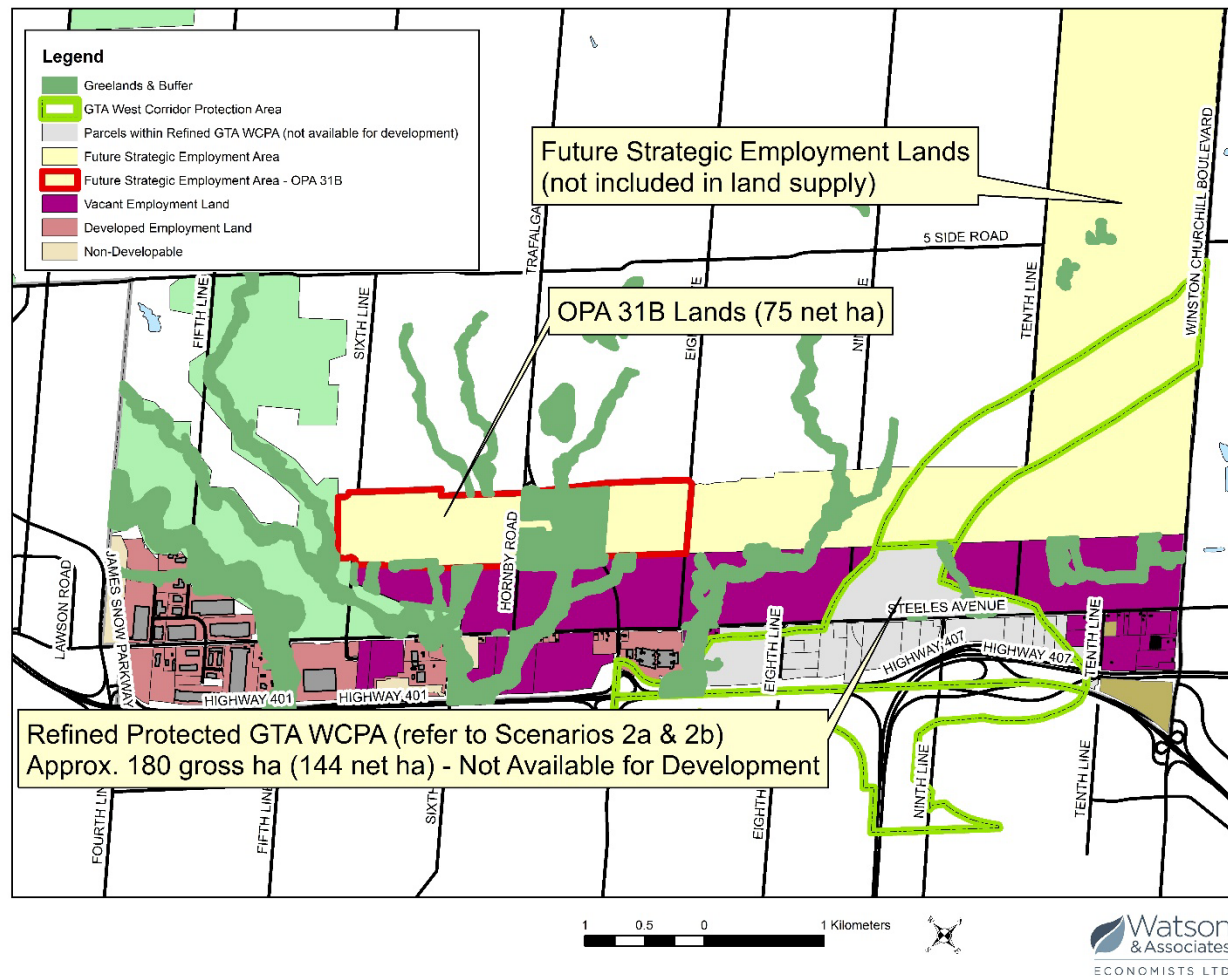 Legend
Greelands & Buffer
GTA West Corridor Protection Area
Parcels within Refined GTA WCPA (not available for development)
Future Strategic Employment Area
Future Strategic Employment Area - OPA 31B
Vacant Employment Land
Developed Employment Land
Non-Developable
Future Strategic Employment Lands
(not included in land supply)
WINSTON CHURCHILL BOULEVARD
TRAFALGA
5 SIDE ROAD
FIFTH LINE
SIXTH LINE
OPA 31B Lands (75 net ha)
TENTH LINE
HORNBY ROAD
LAWSON ROAD
JAMES SNOW PARKWAY
STEELES AVENUE
EIGHTH LINE
HIGHWAY 407
HIGHWAY 407
TENTH LINE
HIGHWAY 401
HIGHWAY 401
Refined Protected GTA WCPA (refer to Scenarios 2a & 2b)
Approx. 180 gross ha (144 net ha) - Not Available for Development
FOURTH LINE
FIFTH LINE
SIXTH
EIGHTH
NINTH LINE
TENTH LINE
1 0.5 0 1 Kilometers
Watson
& Associates
ECONOMISTS LTD